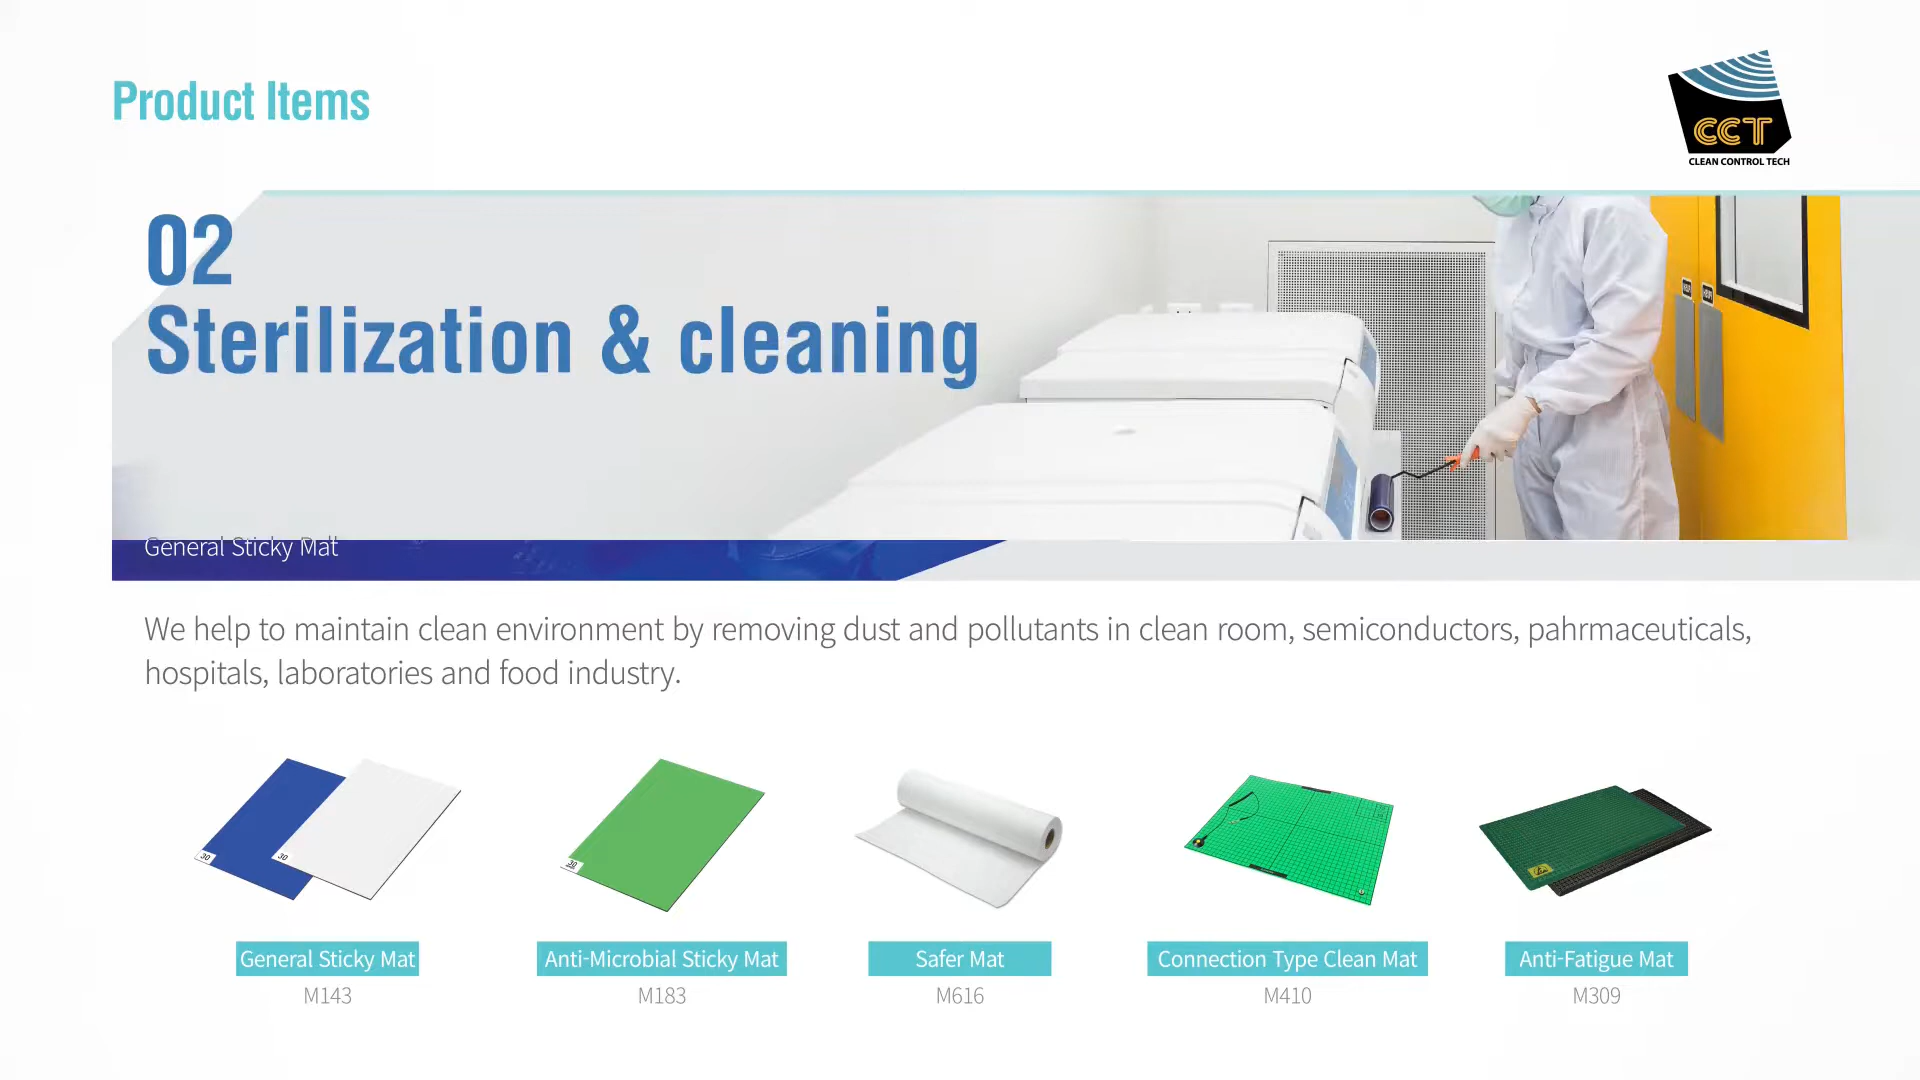 Product Items
CCT
CLEAN CONTROL TECH
02
Sterilization & cleaning
General Sticky Mat
We help to maintain clean environment by removing dust and pollutants in clean room, semiconductors, pahrmaceuticals,
hospitals, laboratories and food industry.
30
30
30
General Sticky Mat
Anti-Microbial Sticky Mat
Safer Mat
Connection Type Clean Mat
Anti-Fatigue Mat
M143
M183
M616
M410
M309